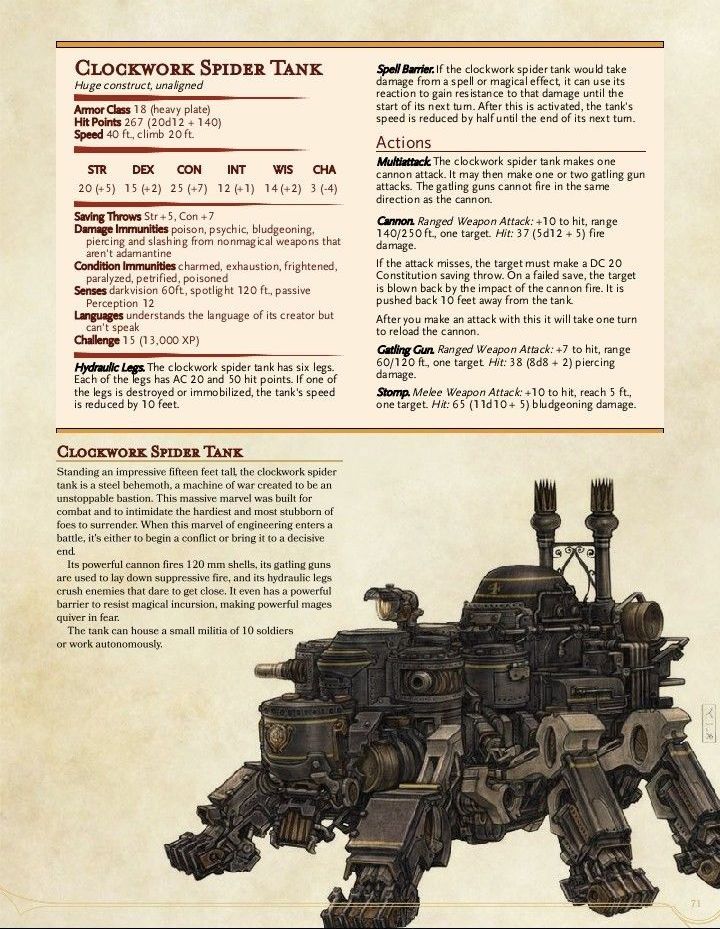 CLOCKWORK SPIDER TANK
Huge construct, unaligned
Armor Class 18 (heavy plate)
Hit Points 267 (20d12 + 140)
Speed 40 ft., climb 20 ft.
STR DEX CON INT WIS CHA
20 (+5) 15 (+2) 25 (+7) 12 (+1) 14 (+2) 3 (-4)
Saving Throws Str +5, Con +7
Damage Immunities poison, psychic, bludgeoning,
piercing and slashing from nonmagical weapons that
aren't adamantine
Condition Immunities charmed, exhaustion, frightened,
paralyzed, petrified, poisoned
Senses darkvision 60ft., spotlight 120 ft., passive
Perception 12
Languages understands the language of its creator but
can't speak
Challenge 15 (13,000 XP)
Hydraulic Legs. The clockwork spider tank has six legs.
Each of the legs has AC 20 and 50 hit points. If one of
the legs is destroyed or immobilized, the tank's speed
is reduced by 10 feet.
Spell Barrier. If the clockwork spider tank would take
damage from a spell or magical effect, it can use its
reaction to gain resistance to that damage until the
start of its next turn. After this is activated, the tank's
speed is reduced by half until the end of its next turn.
Actions
Multiattack. The clockwork spider tank makes one
cannon attack. It may then make one or two gatling gun
attacks. The gatling guns cannot fire in the same
direction as the cannon.
Cannon. Ranged Weapon Attack: +10 to hit, range
140/250 ft., one target. Hit: 37 (5d12 + 5) fire
damage.
If the attack misses, the target must make a DC 20
Constitution saving throw. On a failed save, the target
is blown back by the impact of the cannon fire. It is
pushed back 10 feet away from the tank.
After you make an attack with this it will take one turn
to reload the cannon.
Gatling Gun. Ranged Weapon Attack: +7 to hit, range
60/120 ft., one target. Hit: 38 (8d8 + 2) piercing
damage.
Stomp. Melee Weapon Attack: +10 to hit, reach 5 ft.,
one target. Hit: 65 (11d10 + 5) bludgeoning damage.
CLOCKWORK SPIDER TANK
Standing an impressive fifteen feet tall, the clockwork spider
tank is a steel behemoth, a machine of war created to be an
unstoppable bastion. This massive marvel was built for
combat and to intimidate the hardiest and most stubborn of
foes to surrender. When this marvel of engineering enters a
battle, it's either to begin a conflict or bring it to a decisive
end.
Its powerful cannon fires 120 mm shells, its gatling guns
are used to lay down suppressive fire, and its hydraulic legs
crush enemies that dare to get close. It even has a powerful
barrier to resist magical incursion, making powerful mages
quiver in fear.
The tank can house a small militia of 10 soldiers
or work autonomously.
71